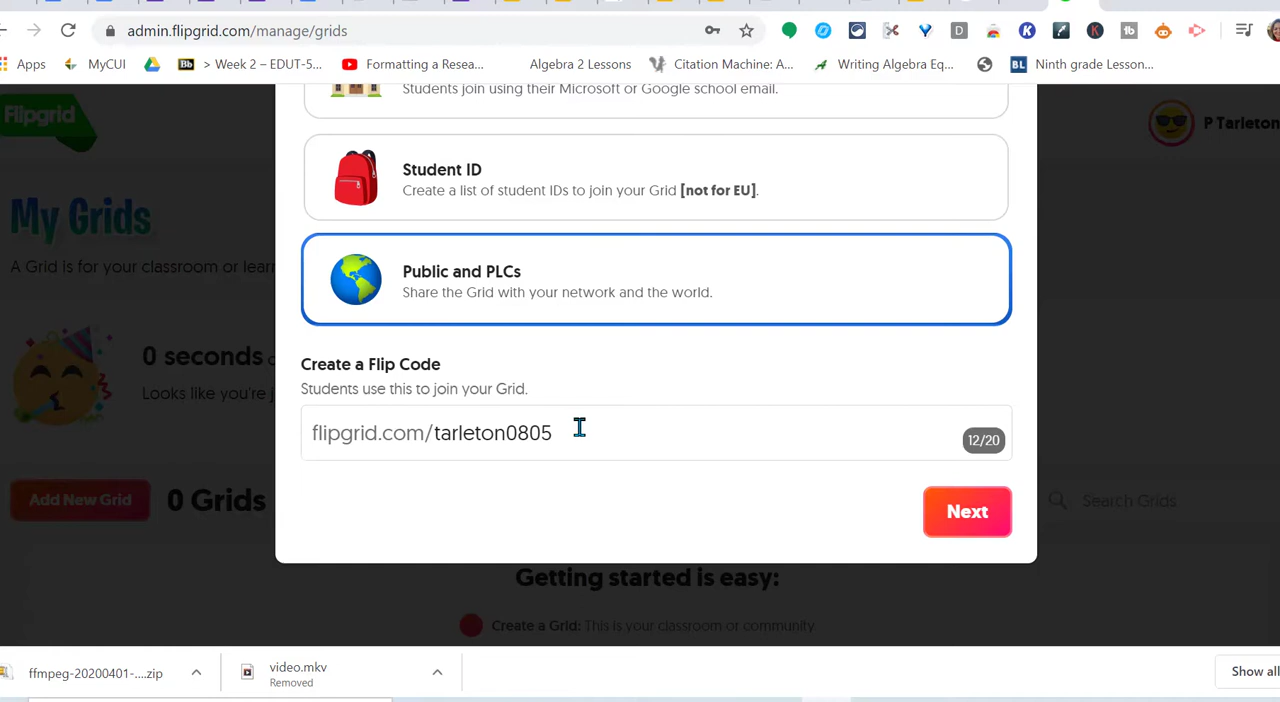 admin.flipgrid.com/manage/grids
Apps MyCUI Bb > Week 2 – EDUT-5... Formatting a Resea... Algebra 2 Lessons Citation Machine: A... Writing Algebra Eq... BL Ninth grade Lesson...
Students join using their Microsoft or Google school email.
Flipgrid
P Tarleton
Student ID
Create a list of student IDs to join your Grid [not for EU].
My Grids
A Grid is for your classroom or lear
Public and PLCs
Share the Grid with your network and the world.
0 seconds
Looks like you're j
Create a Flip Code
Students use this to join your Grid.
flipgrid.com/tarleton0805
12/20
Add New Grid 0 Grids
Next
Search Grids
Getting started is easy:
Create a Grid: This is your classroom or community
ffmpeg-20200401-....zip
video.mkv
Removed
Show all